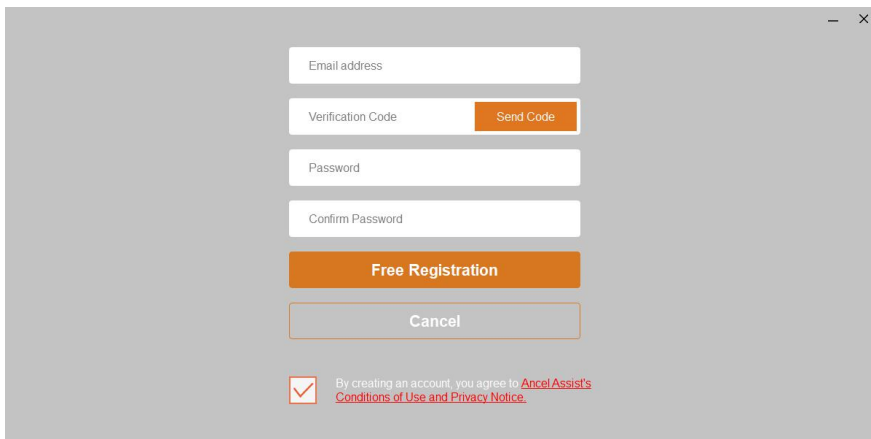 Email address
Verification Code Send Code
Password
Confirm Password
Free Registration
Cancel
By creating an account, you agree to Ancel Assist's
Conditions of Use and Privacy Notice.